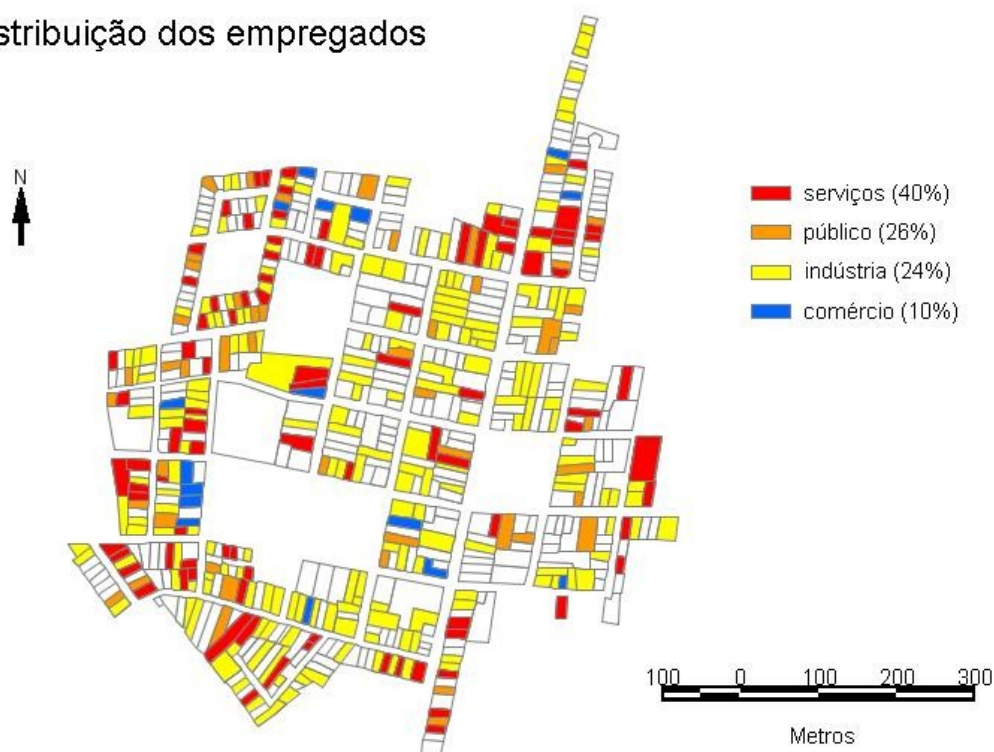 stribuição dos empregados
N
serviços (40%)
público (26%)
indústria (24%)
comércio (10%)
100 0 100 200 300
Metros